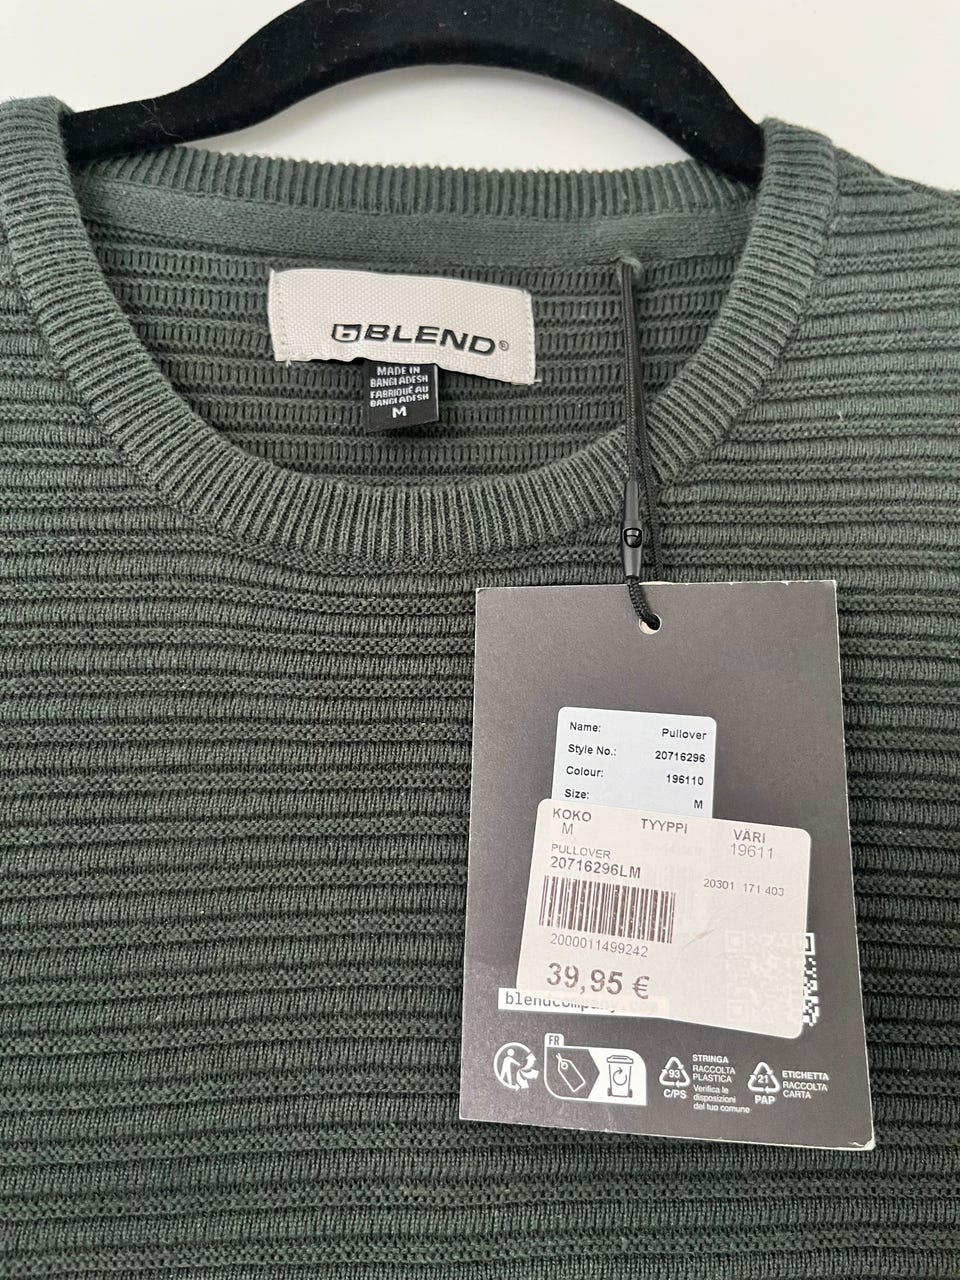 BLEND®
MADE IN
BANGLADESH
FABRIQUÉ AU
BANGLADESH
M
Name: Pullover
Style No.: 20716296
Colour: 196110
Size: M
KOKO TYYPPI VÄRI
M 19611
PULLOVER
20716296LM
20301 171 403
2000011499242
39,95 €
blendcompany.com
FR
93
C/PS
STRINGA
RACCOLTA
PLASTICA
Verifica le
disposizioni
del tuo comune
21
PAP
ETICHETTA
RACCOLTA
CARTA